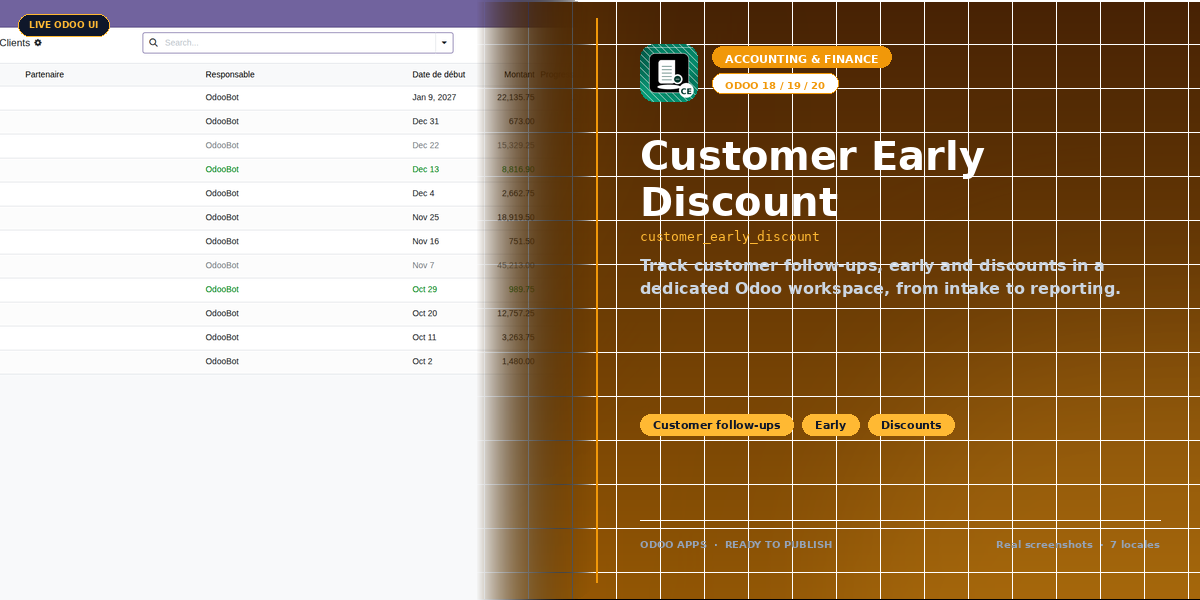 LIVE ODOO UI
Clients
Search...
Partenaire Responsable Date de début Montant
OdooBot Jan 9, 2027 22,135.75
OdooBot Dec 31 673.00
OdooBot Dec 22 15,329.25
OdooBot Dec 13 8,816.90
OdooBot Dec 4 2,662.75
OdooBot Nov 25 18,919.50
OdooBot Nov 16 751.50
OdooBot Nov 7 45,213.00
OdooBot Oct 29 989.75
OdooBot Oct 20 12,757.25
OdooBot Oct 11 3,263.75
OdooBot Oct 2 1,480.00
CE
ACCOUNTING & FINANCE
ODOO 18 / 19 / 20
Customer Early
Discount
customer_early_discount
Track customer follow-ups, early and discounts in a
dedicated Odoo workspace, from intake to reporting.
Customer follow-ups Early Discounts
ODOO APPS · READY TO PUBLISH
Real screenshots · 7 locales